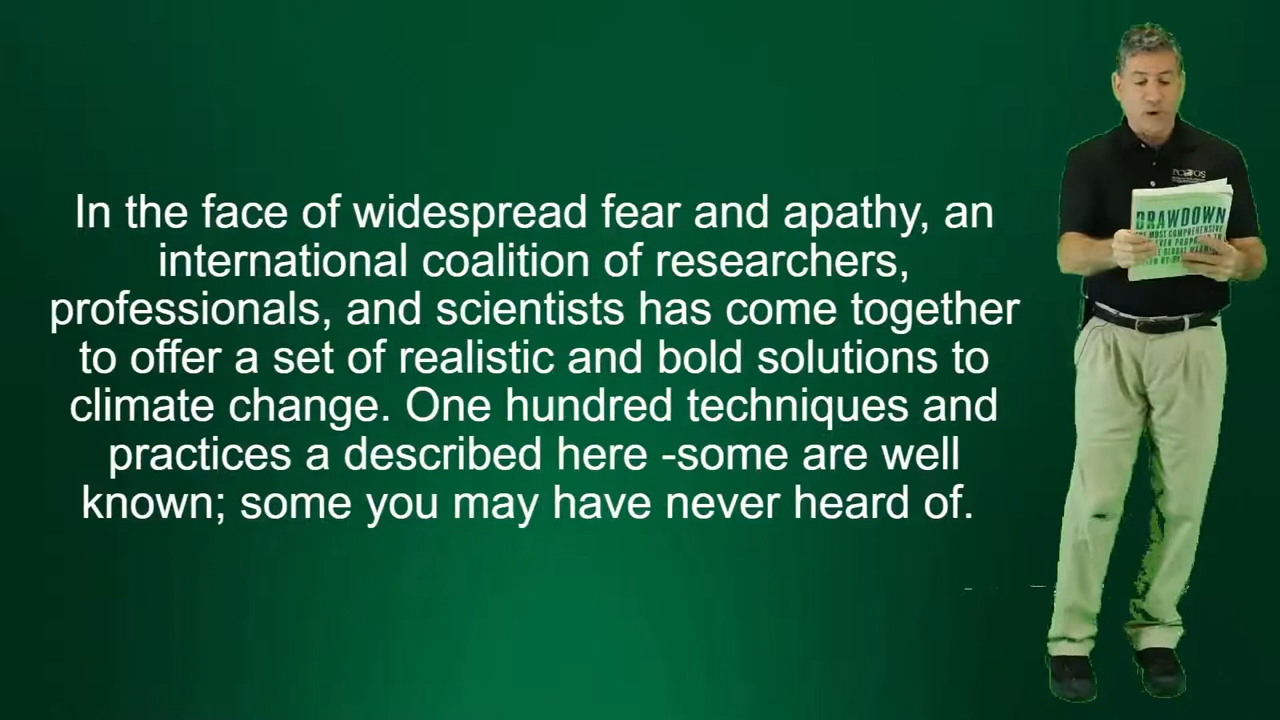 In the face of widespread fear and apathy, an
international coalition of researchers,
professionals, and scientists has come together
to offer a set of realistic and bold solutions to
climate change. One hundred techniques and
practices a described here -some are well
known; some you may have never heard of.
DRAWDOWN
MOST COMPREHENSIVE